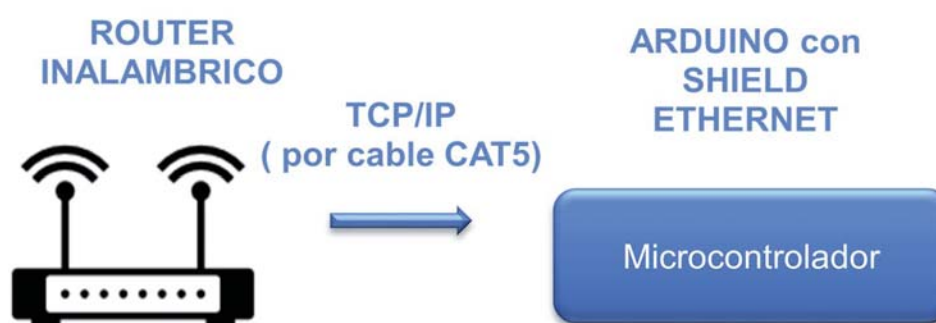 ROUTER
INALAMBRICO
TCP/IP
( por cable CAT5)
ARDUINO con
SHIELD
ETHERNET
Microcontrolador